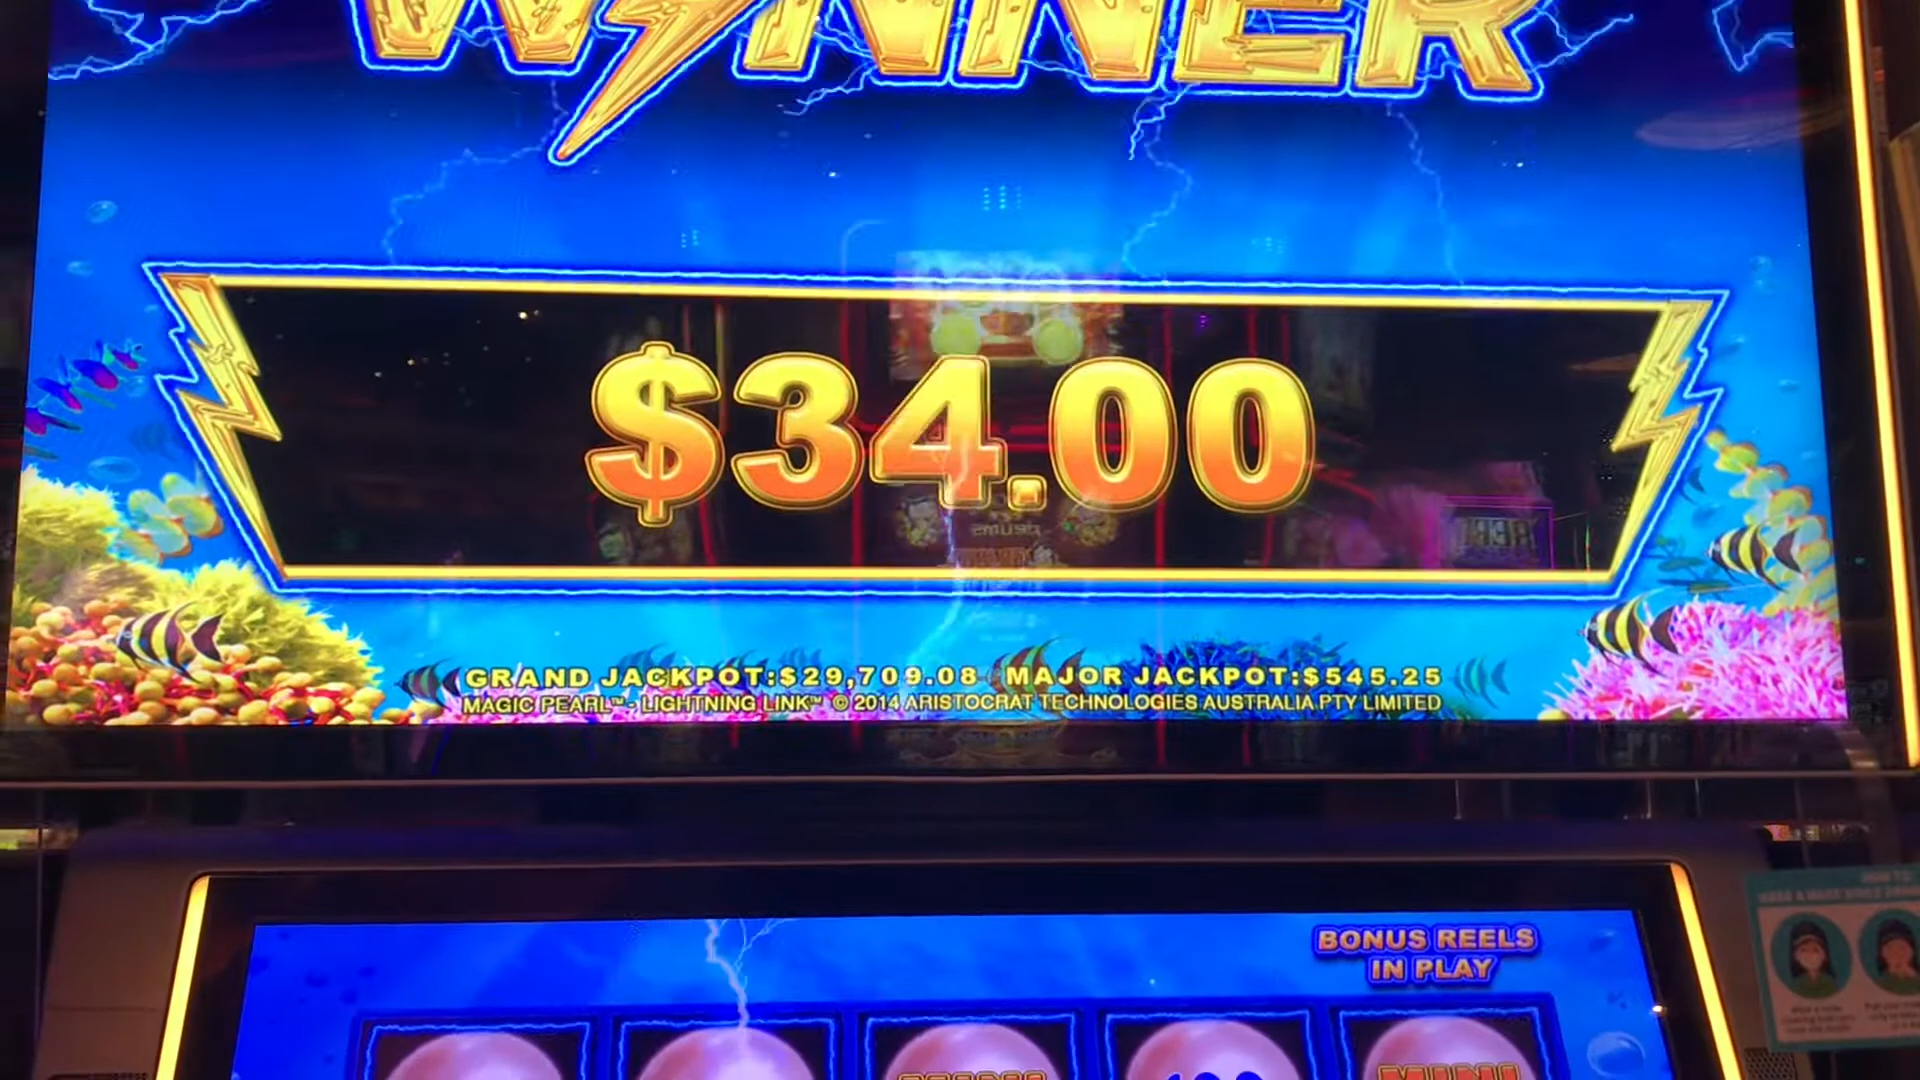 WINNER
$34.00
GRAND JACKPOT:$29,709.08 MAJOR JACKPOT:$545.25
MAGIC PEARL™ - LIGHTNING LINK™ © 2014 ARISTOCRAT TECHNOLOGIES AUSTRALIA PTY LIMITED
BONUS REELS
IN PLAY
MINI